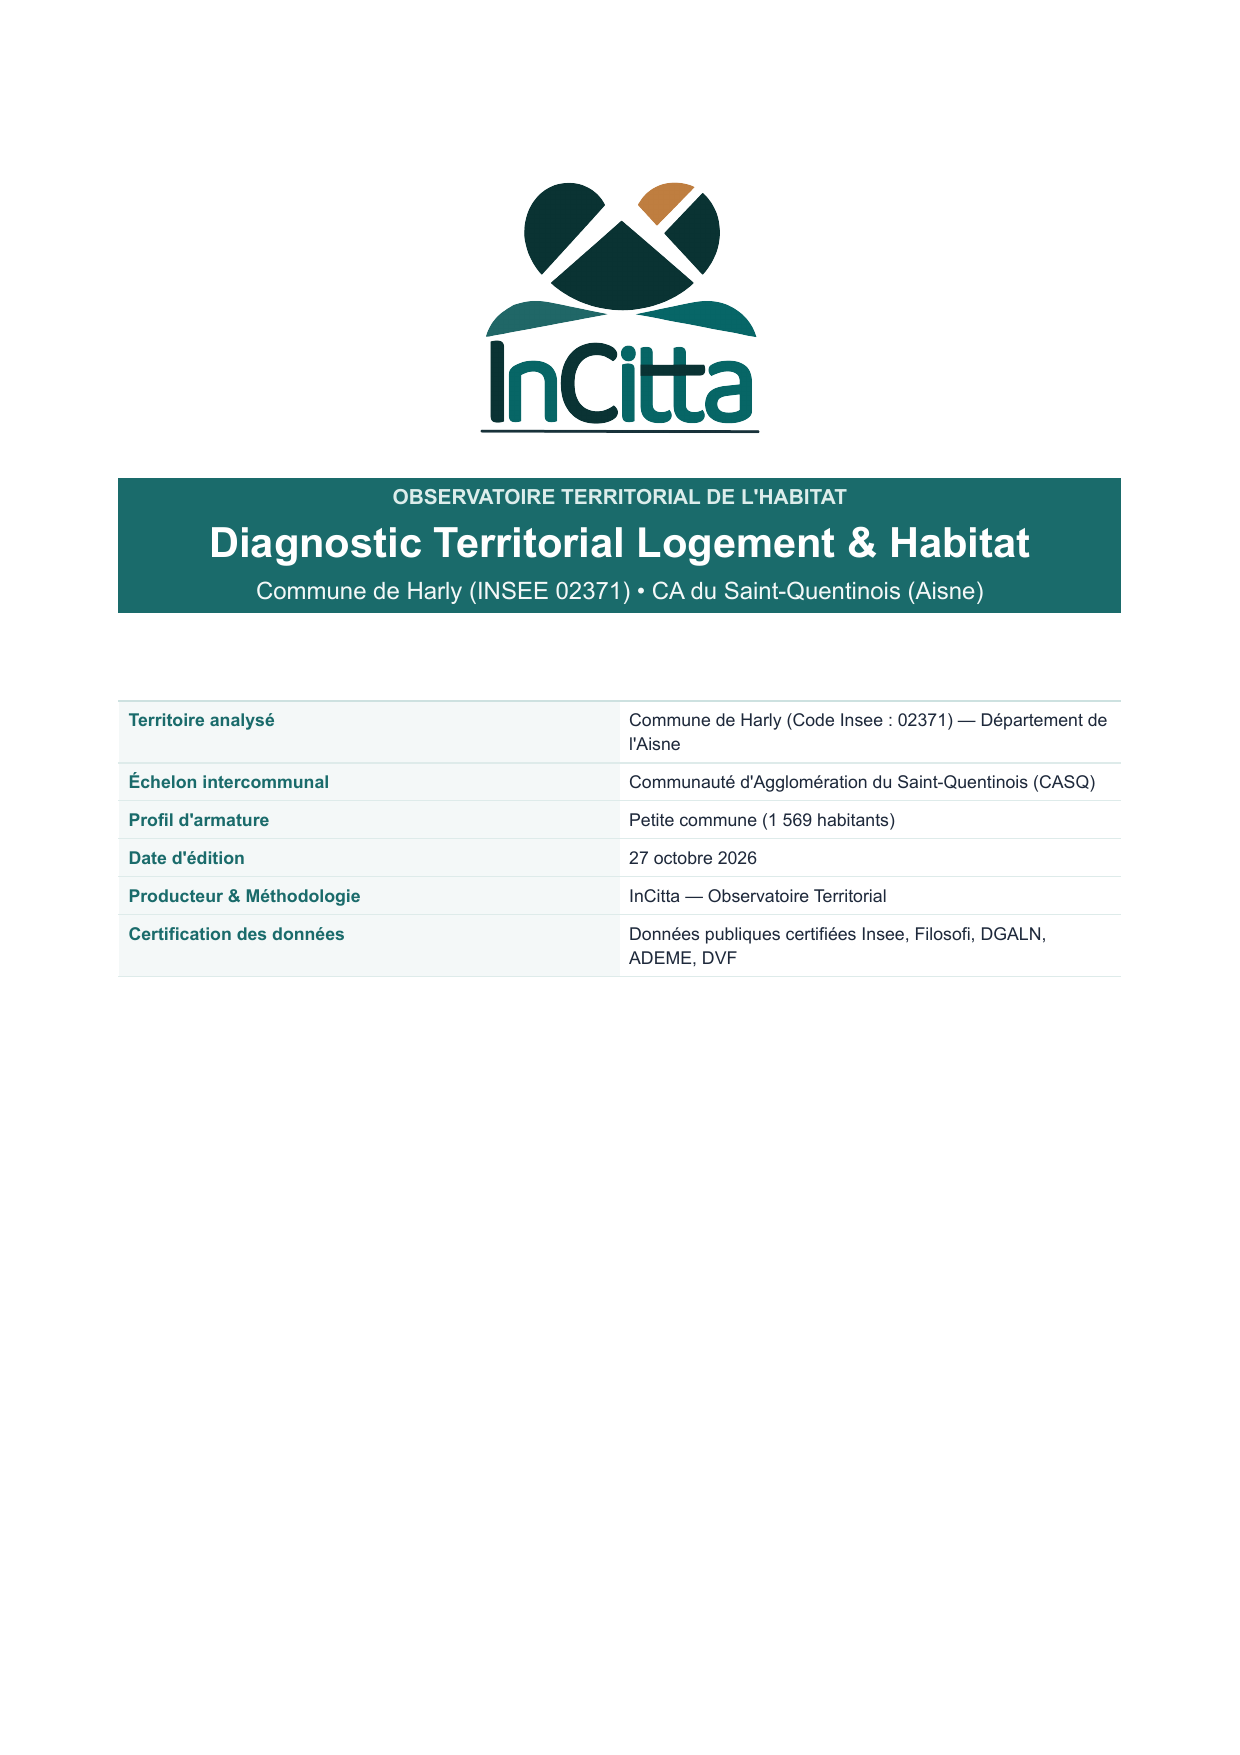 InCitta
OBSERVATOIRE TERRITORIAL DE L'HABITAT
Diagnostic Territorial Logement & Habitat
Commune de Harly (INSEE 02371) • CA du Saint-Quentinois (Aisne)
Territoire analysé
Commune de Harly (Code Insee : 02371) — Département de
l'Aisne
Échelon intercommunal
Communauté d'Agglomération du Saint-Quentinois (CASQ)
Profil d'armature
Petite commune (1 569 habitants)
Date d'édition
27 octobre 2026
Producteur & Méthodologie
InCitta — Observatoire Territorial
Certification des données
Données publiques certifiées Insee, Filosofi, DGALN,
ADEME, DVF